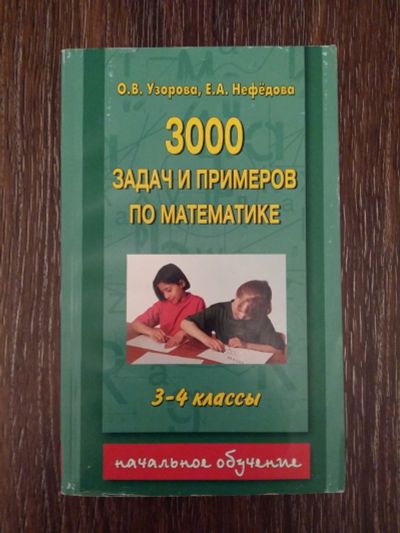 О.В. Узорова, Е.А. Нефёдова
3000
ЗАДАЧ И ПРИМЕРОВ
ПО МАТЕМАТИКЕ
3-4 классы
начальное обучение